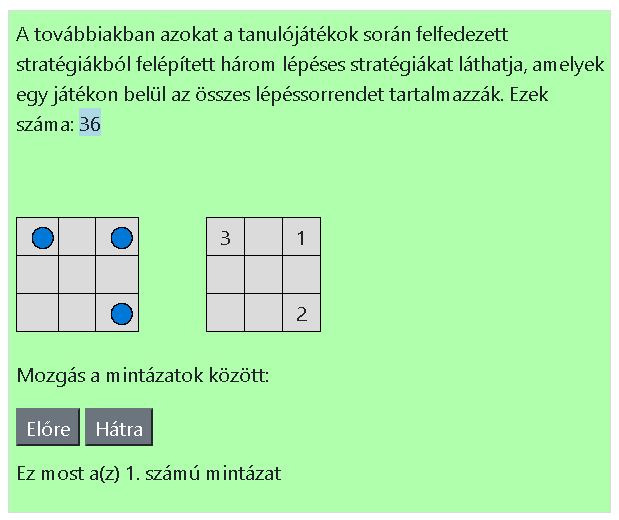 A továbbiakban azokat a tanulójátékok során felfedezett
stratégiákból felépített három lépéses stratégiákat láthatja, amelyek
egy játékon belül az összes lépéssorrendet tartalmazzák. Ezek
száma: 36
3 1
2
Mozgás a mintázatok között:
Előre Hátra
Ez most a(z) 1. számú mintázat